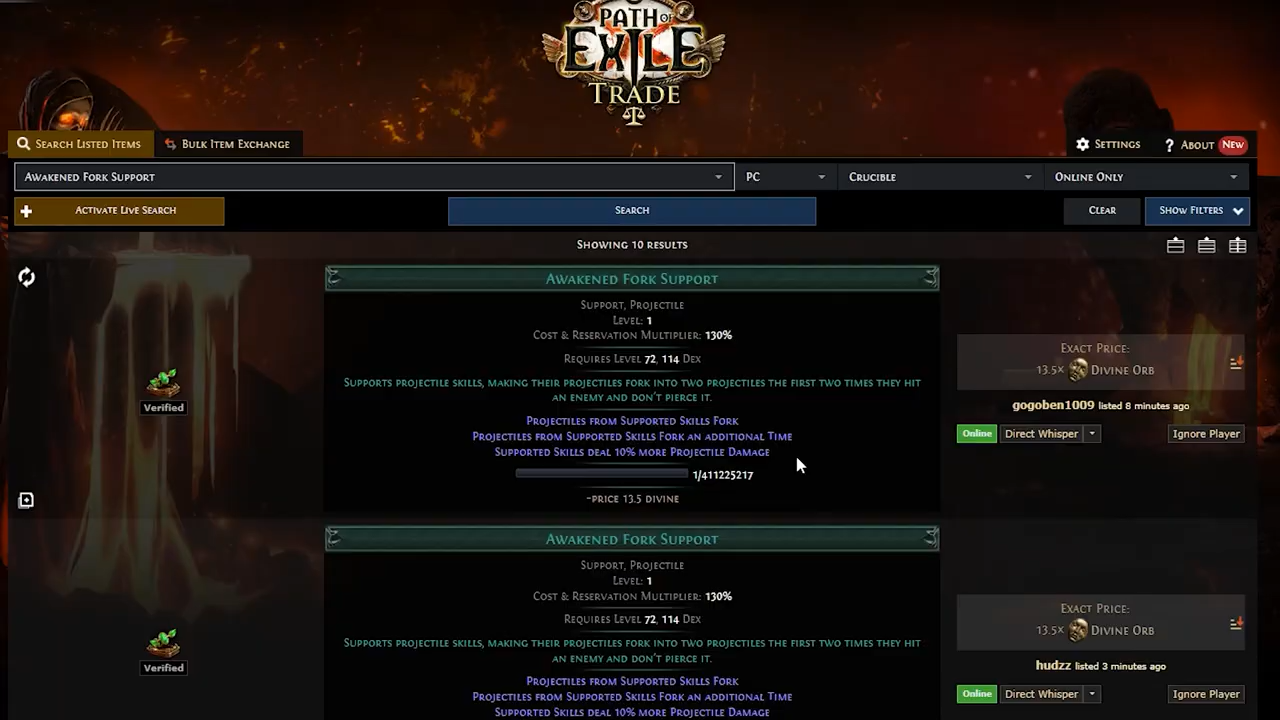 PATH OF
EXILE
TRADE
SEARCH LISTED ITEMS
BULK ITEM EXCHANGE
SETTINGS
? ABOUT NEW
AWAKENED FORK SUPPORT
PC
CRUCIBLE
ONLINE ONLY
+ ACTIVATE LIVE SEARCH
SEARCH
CLEAR
SHOW FILTERS
SHOWING 10 RESULTS
AWAKENED FORK SUPPORT
SUPPORT, PROJECTILE
LEVEL: 1
COST & RESERVATION MULTIPLIER: 130%
REQUIRES LEVEL 72, 114 DEX
SUPPORTS PROJECTILE SKILLS, MAKING THEIR PROJECTILES FORK INTO TWO PROJECTILES THE FIRST TWO TIMES THEY HIT
AN ENEMY AND DON'T PIERCE IT.
PROJECTILES FROM SUPPORTED SKILLS FORK
PROJECTILES FROM SUPPORTED SKILLS FORK AN ADDITIONAL TIME
SUPPORTED SKILLS DEAL 10% MORE PROJECTILE DAMAGE
1/411225217
~PRICE 13.5 DIVINE
Verified
EXACT PRICE:
13.5× DIVINE ORB
gogoben1009 listed 8 minutes ago
Online
Direct Whisper
Ignore Player
AWAKENED FORK SUPPORT
SUPPORT, PROJECTILE
LEVEL: 1
COST & RESERVATION MULTIPLIER: 130%
REQUIRES LEVEL 72, 114 DEX
SUPPORTS PROJECTILE SKILLS, MAKING THEIR PROJECTILES FORK INTO TWO PROJECTILES THE FIRST TWO TIMES THEY HIT
AN ENEMY AND DON'T PIERCE IT.
PROJECTILES FROM SUPPORTED SKILLS FORK
PROJECTILES FROM SUPPORTED SKILLS FORK AN ADDITIONAL TIME
SUPPORTED SKILLS DEAL 10% MORE PROJECTILE DAMAGE
Verified
EXACT PRICE:
13.5× DIVINE ORB
hudzz listed 3 minutes ago
Online
Direct Whisper
Ignore Player